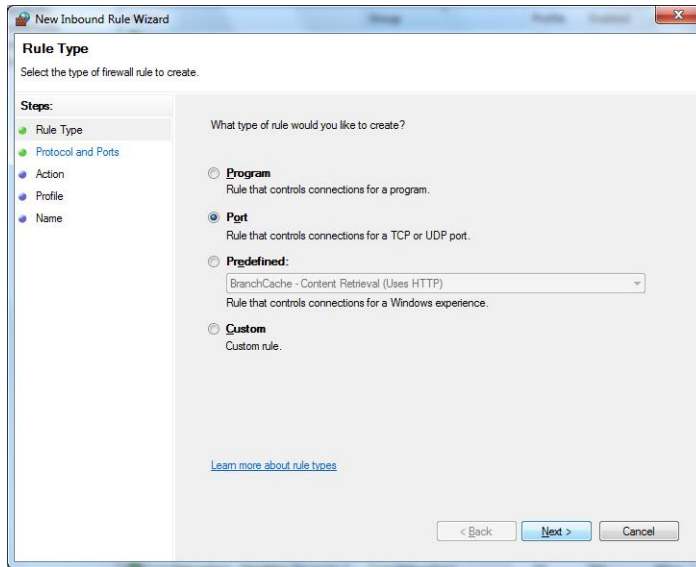 New Inbound Rule Wizard
Rule Type
Select the type of firewall rule to create.
Steps:
Rule Type
Protocol and Ports
Action
Profile
Name
What type of rule would you like to create?
Program
Rule that controls connections for a program.
Port
Rule that controls connections for a TCP or UDP port.
Predefined:
BranchCache - Content Retrieval (Uses HTTP)
Rule that controls connections for a Windows experience.
Custom
Custom rule.
Learn more about rule types
< Back Next > Cancel